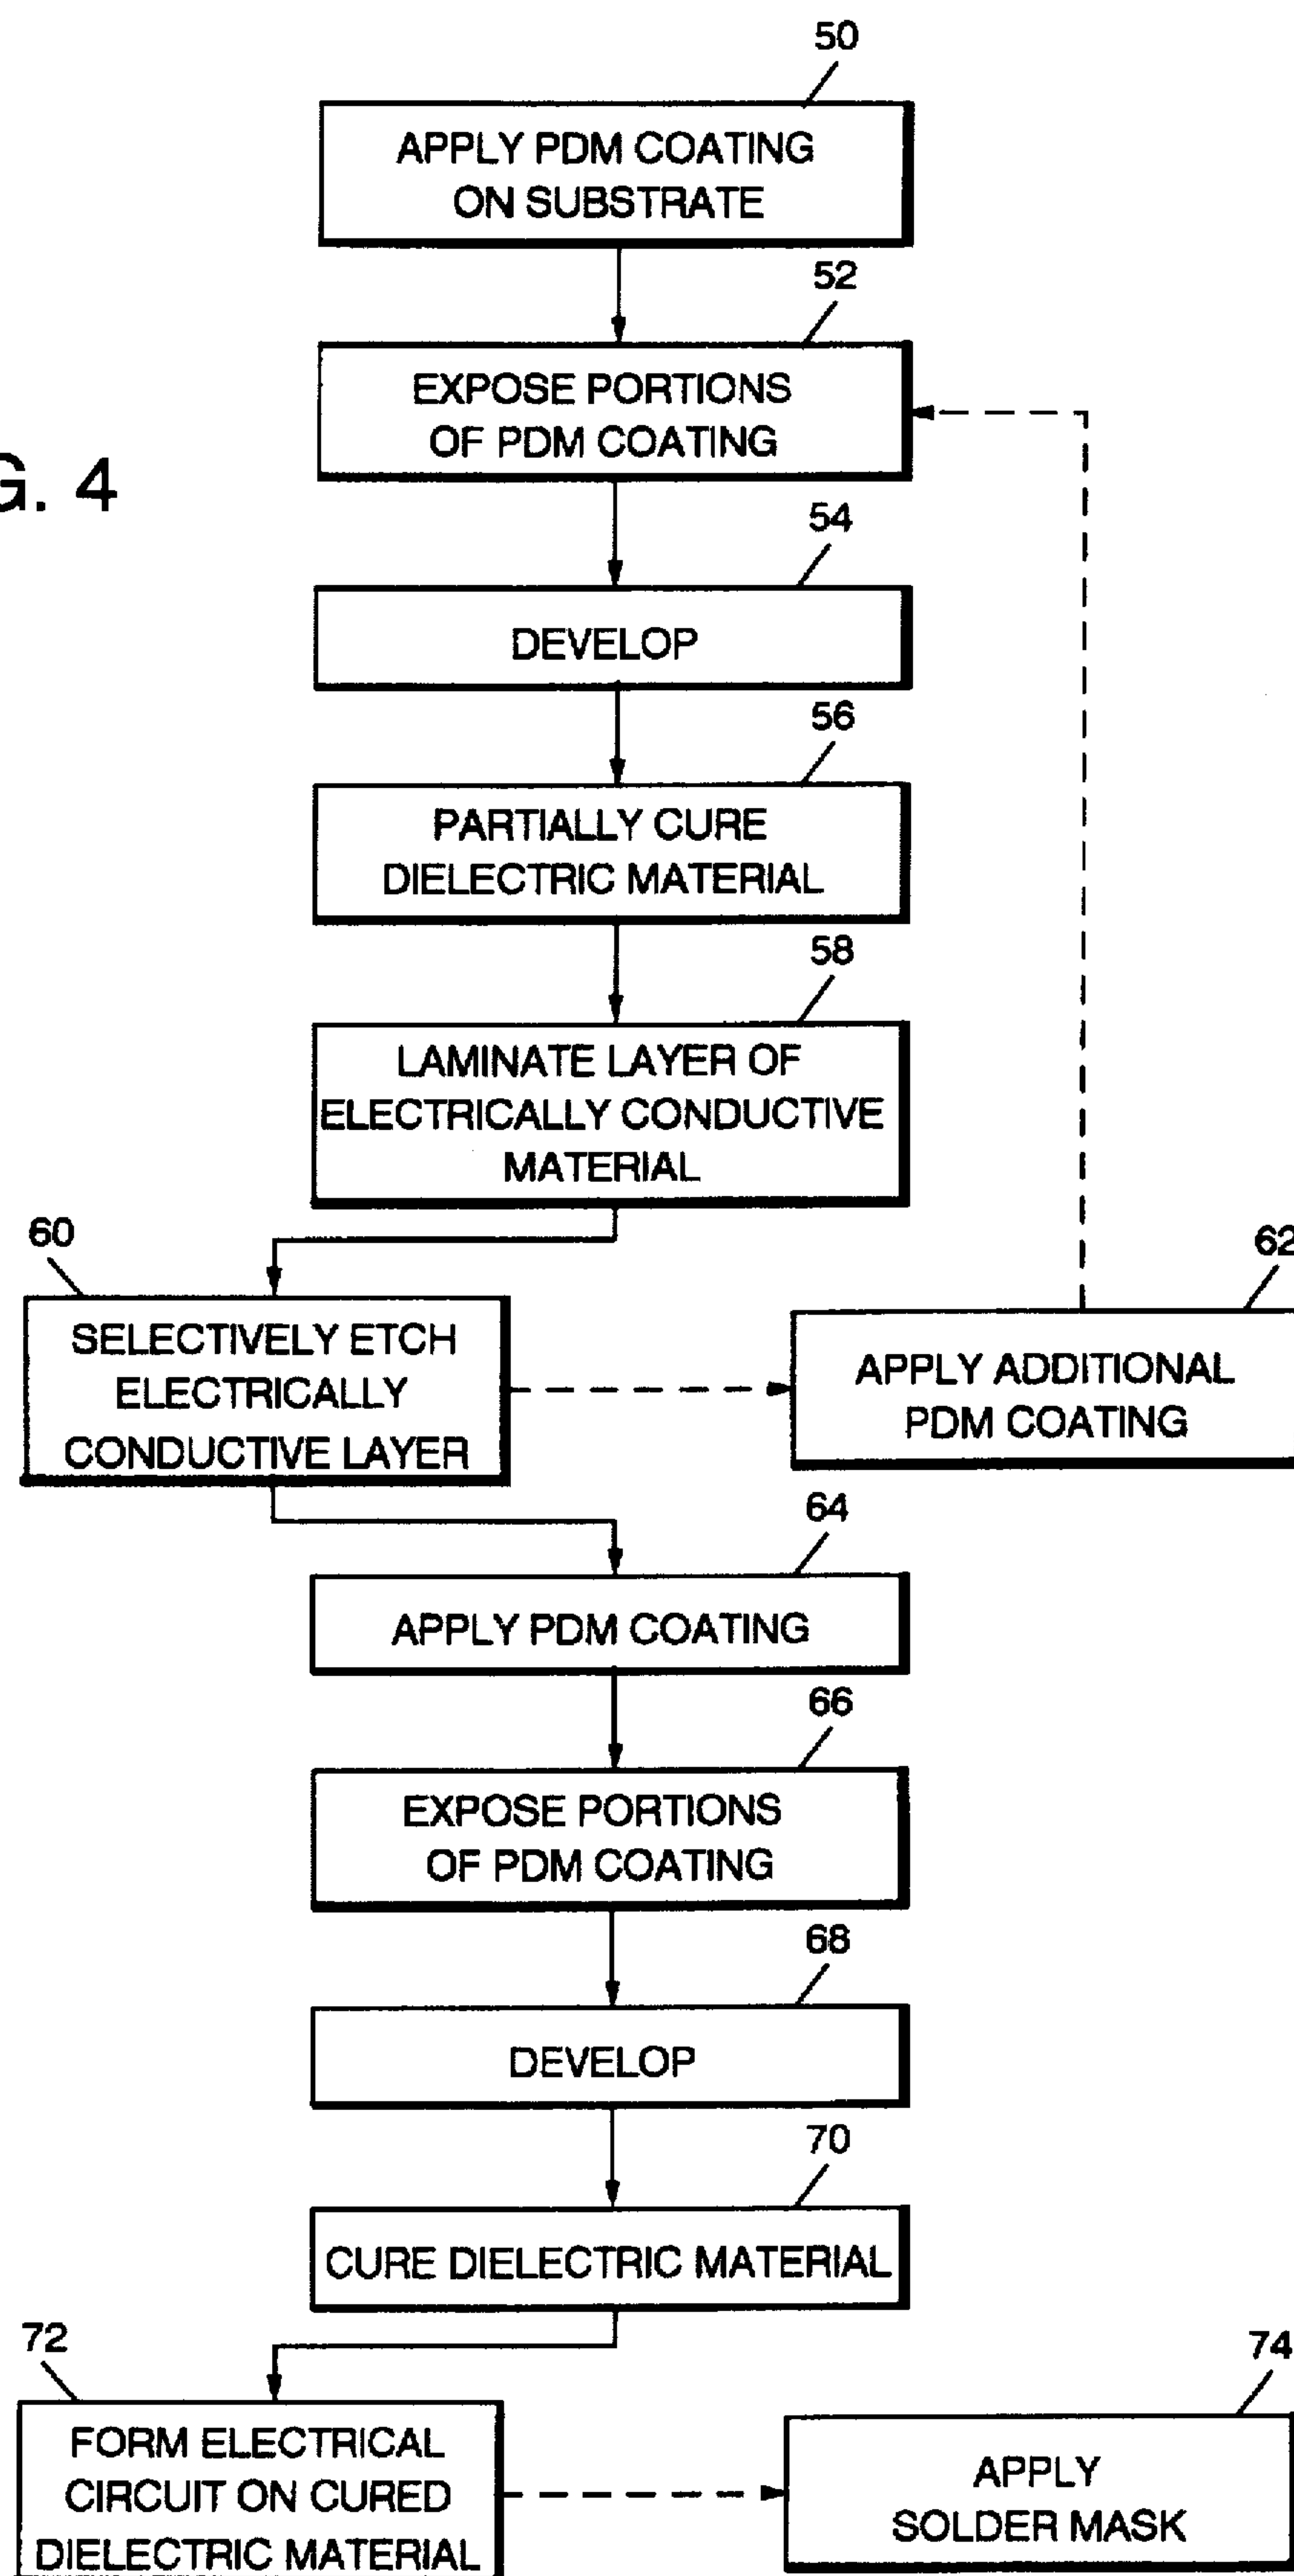 50
APPLY PDM COATING
ON SUBSTRATE
52
EXPOSE PORTIONS
OF PDM COATING
G. 4
54
DEVELOP
56
PARTIALLY CURE
DIELECTRIC MATERIAL
58
LAMINATE LAYER OF
ELECTRICALLY CONDUCTIVE
MATERIAL
60
SELECTIVELY ETCH
ELECTRICALLY
CONDUCTIVE LAYER
62
APPLY ADDITIONAL
PDM COATING
64
APPLY PDM COATING
66
EXPOSE PORTIONS
OF PDM COATING
68
DEVELOP
70
CURE DIELECTRIC MATERIAL
72
FORM ELECTRICAL
CIRCUIT ON CURED
DIELECTRIC MATERIAL
74
APPLY
SOLDER MASK